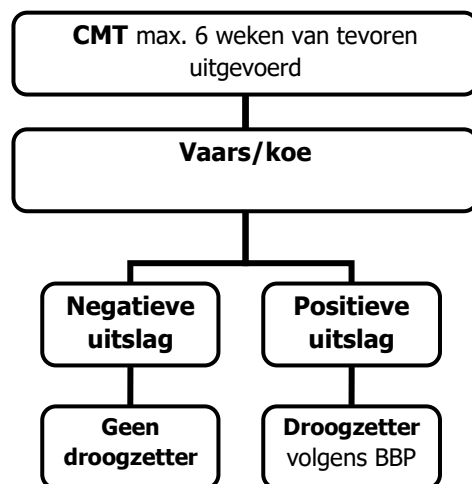 CMT max. 6 weken van tevoren
uitgevoerd
Vaars/koe
Negatieve
uitslag
Positieve
uitslag
Geen
droogzetter
Droogzetter
volgens BBP